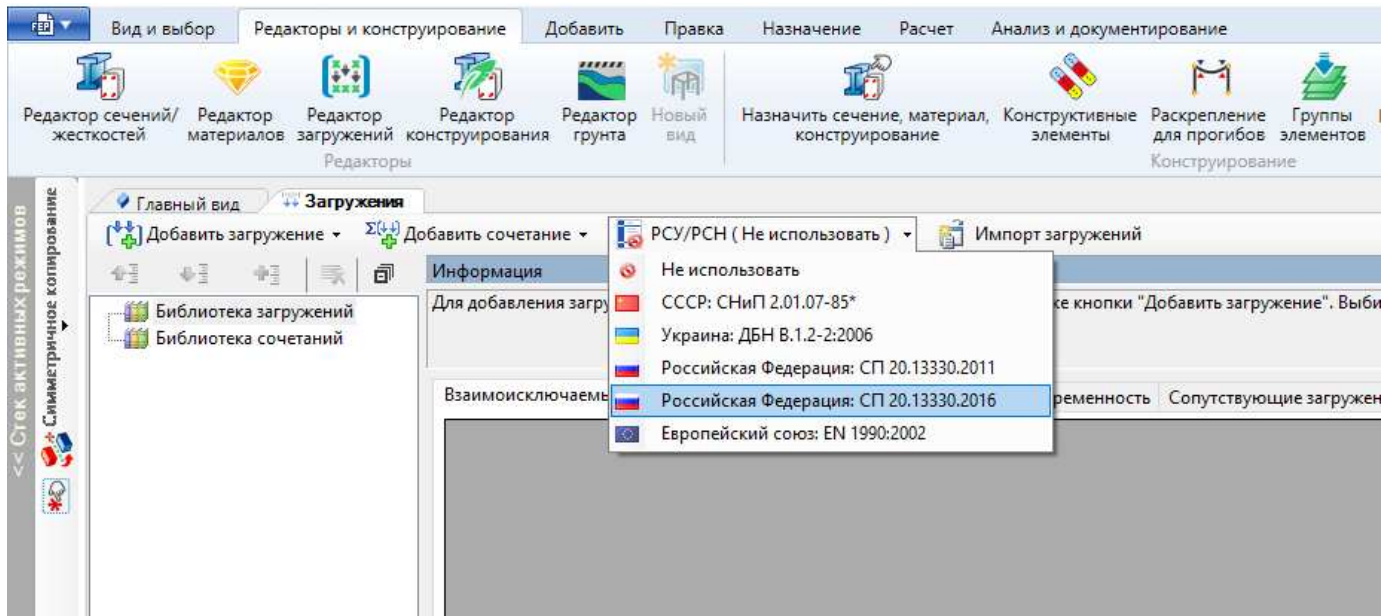 FEP
Вид и выбор Редакторы и конструирование Добавить Правка Назначение Расчет Анализ и документирование
Редактор сечений/ жесткостей
Редактор материалов
Редактор загружений
Редактор конструирования
Редактор грунта
Новый вид
Назначить сечение, материал, конструирование
Конструктивные элементы
Раскрепление для прогибов
Группы элементов
Редакторы
Конструирование
<< Стек активных режимов
Симметричное копирование
Главный вид Загружения
Добавить загружение Добавить сочетание РСУ/РСН ( Не использовать ) Импорт загружений
Библиотека загружений
Библиотека сочетаний
Информация
Для добавления загру
ке кнопки "Добавить загружение". Выби
Не использовать
СССР: СНиП 2.01.07-85*
Украина: ДБН В.1.2-2:2006
Российская Федерация: СП 20.13330.2011
Российская Федерация: СП 20.13330.2016
Европейский союз: EN 1990:2002
Взаимоисключаемы
ременность Сопутствующие загружен